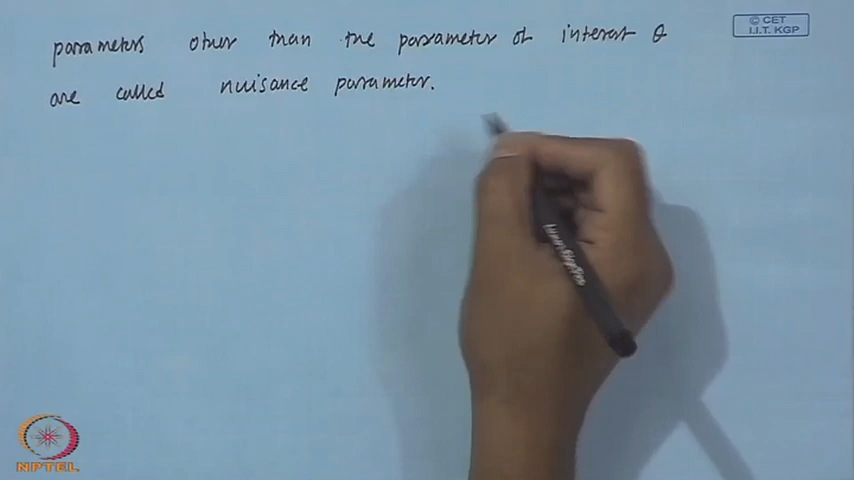 parameters other than the parameter of interest θ
are called nuisance parameter.
© CET
I.I.T. KGP
NPTEL